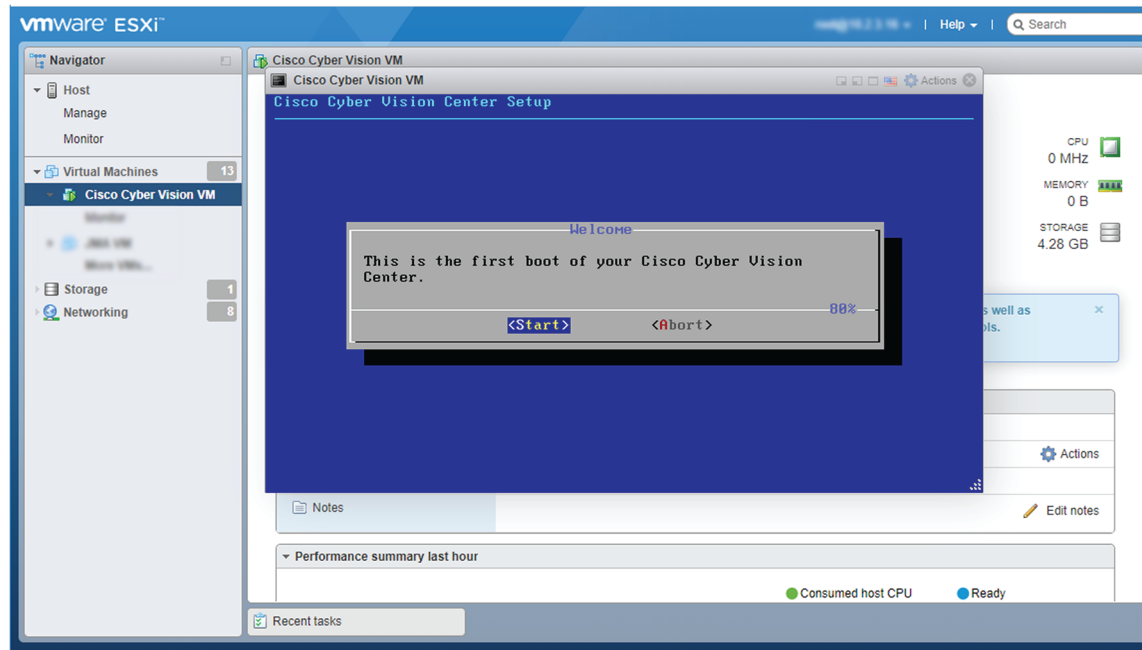 vmware ESXi™
Help
Search
Navigator
Host
Manage
Monitor
Virtual Machines 13
Cisco Cyber Vision VM
Storage 1
Networking 8
Cisco Cyber Vision VM
Cisco Cyber Vision VM
Actions
Cisco Cyber Vision Center Setup
Welcome
This is the first boot of your Cisco Cyber Vision
Center.
80%
<Start> <Abort>
CPU
0 MHz
MEMORY
0 B
STORAGE
4.28 GB
well as
Actions
Notes
Edit notes
Performance summary last hour
Consumed host CPU
Ready
Recent tasks